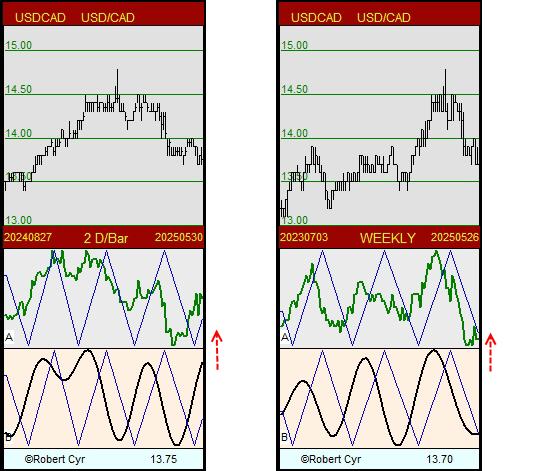 USDCAD USD/CAD
15.00
14.50
14.00
13.50
13.00
20240827 2 D/Bar 20250530
A
B
©Robert Cyr 13.75
USDCAD USD/CAD
15.00
14.50
14.00
13.50
13.00
20230703 WEEKLY 20250526
A
B
©Robert Cyr 13.70